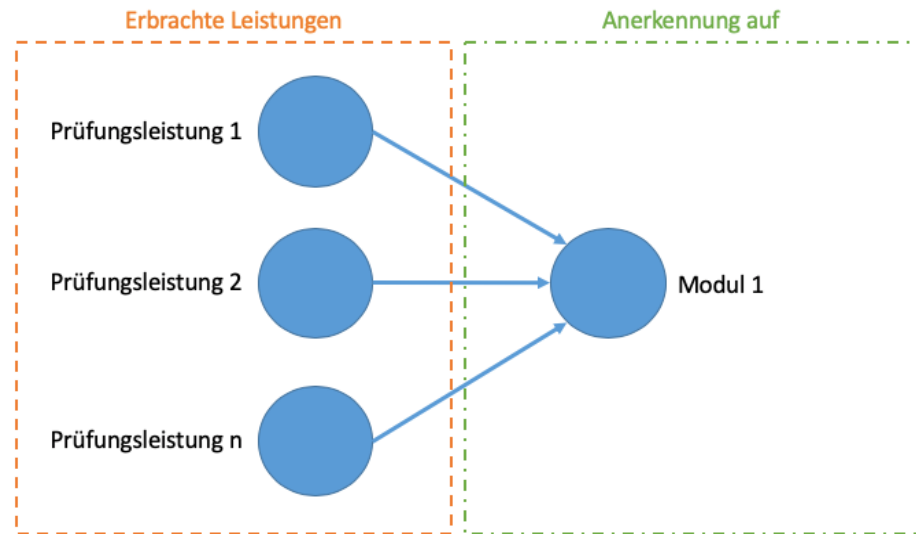 Erbrachte Leistungen
Anerkennung auf
Prüfungsleistung 1
Prüfungsleistung 2
Modul 1
Prüfungsleistung n